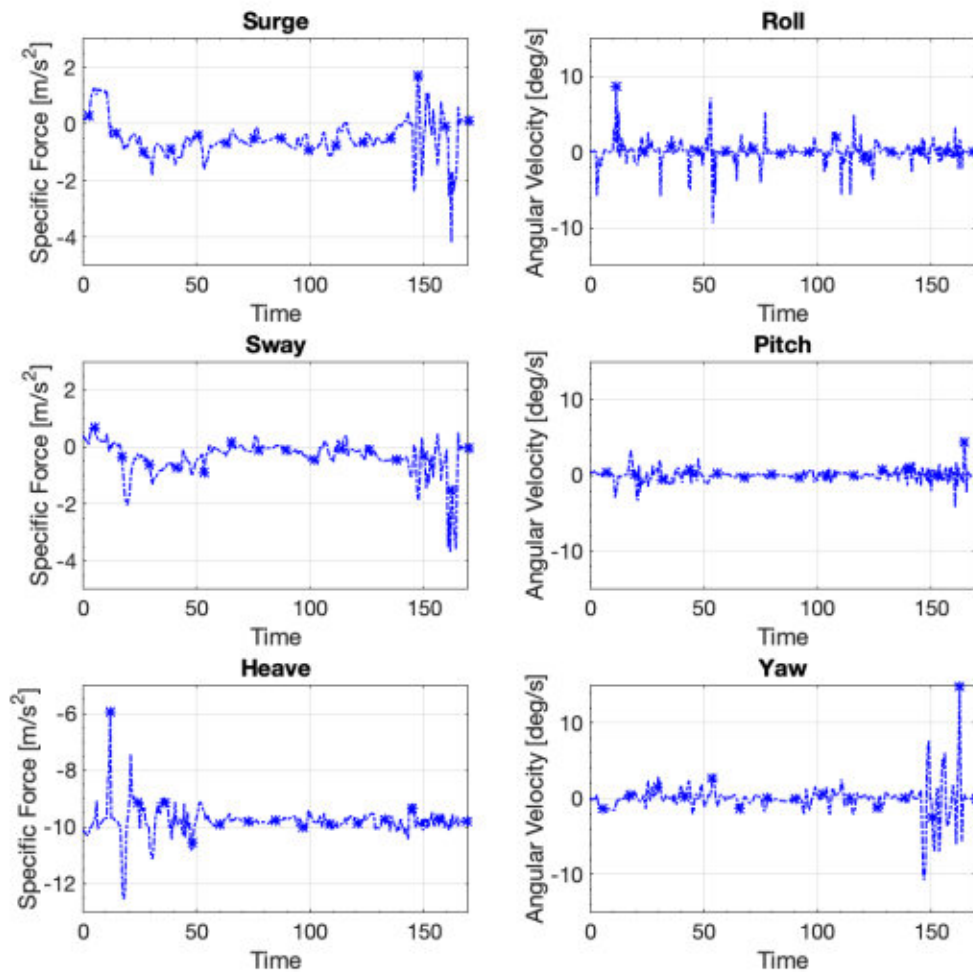 Surge
Specific Force [m/s²]
2
0
-2
-4
0 50 100 150
Time
Roll
Angular Velocity [deg/s]
10
0
-10
0 50 100 150
Time
Sway
Specific Force [m/s²]
2
0
-2
-4
0 50 100 150
Time
Pitch
Angular Velocity [deg/s]
10
0
-10
0 50 100 150
Time
Heave
Specific Force [m/s²]
-6
-8
-10
-12
0 50 100 150
Time
Yaw
Angular Velocity [deg/s]
10
0
-10
0 50 100 150
Time